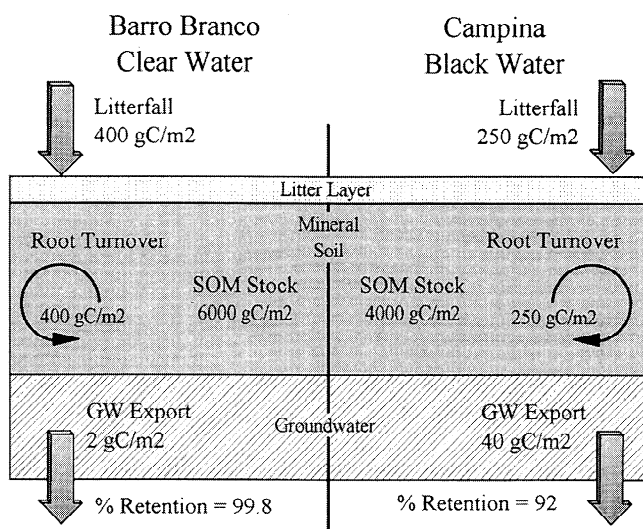 Barro Branco
Clear Water
Campina
Black Water
Litterfall
400 gC/m2
Litterfall
250 gC/m2
Litter Layer
Mineral
Soil
Root Turnover
400 gC/m2
SOM Stock
6000 gC/m2
SOM Stock
4000 gC/m2
Root Turnover
250 gC/m2
GW Export
2 gC/m2
Groundwater
GW Export
40 gC/m2
% Retention = 99.8
% Retention = 92